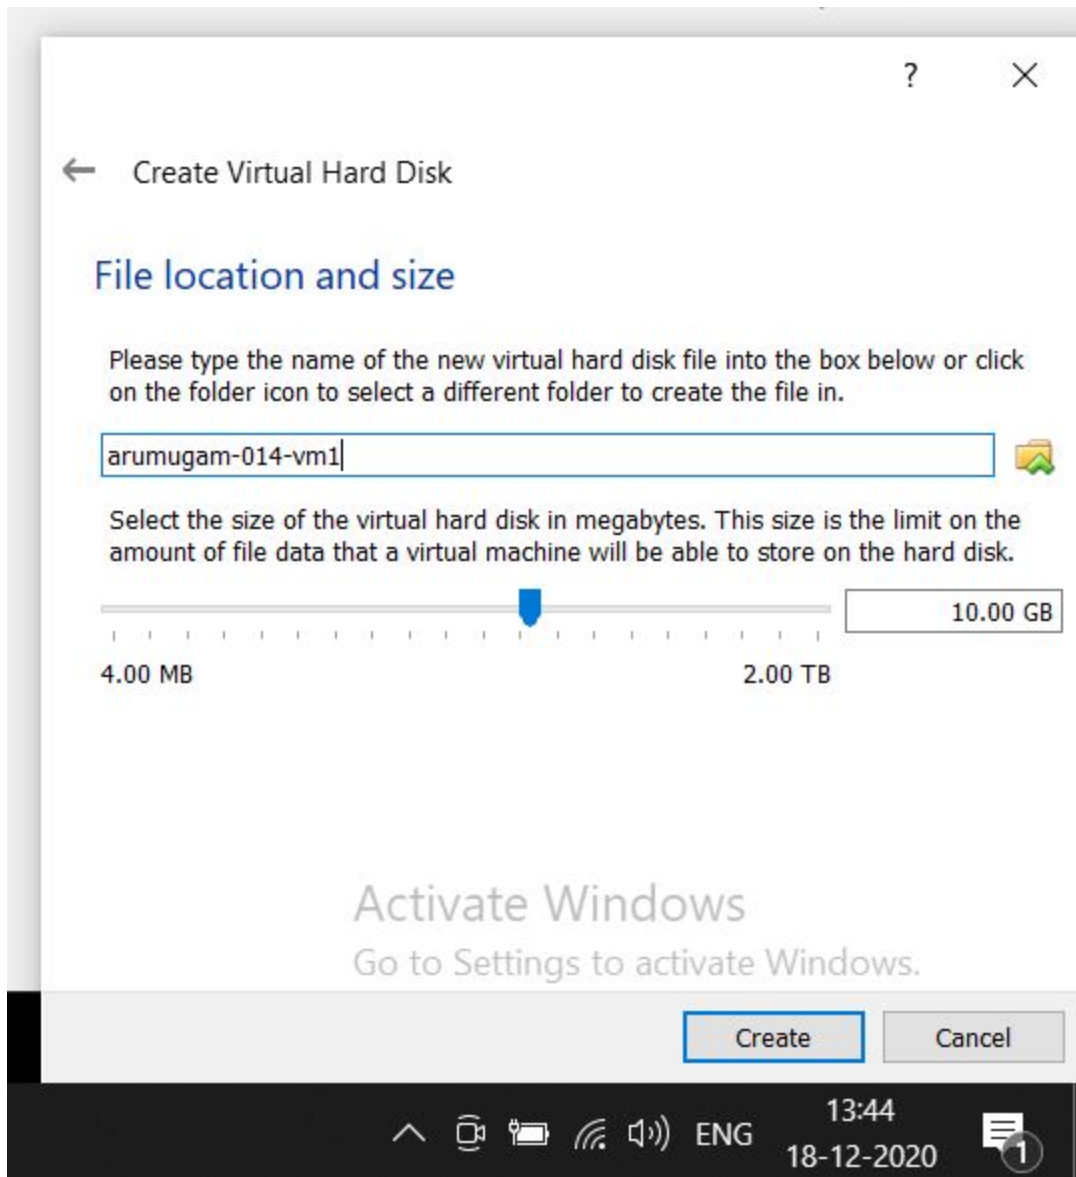 ?
Create Virtual Hard Disk
File location and size
Please type the name of the new virtual hard disk file into the box below or click
on the folder icon to select a different folder to create the file in.
arumugam-014-vm1
Select the size of the virtual hard disk in megabytes. This size is the limit on the
amount of file data that a virtual machine will be able to store on the hard disk.
10.00 GB
4.00 MB 2.00 TB
Activate Windows
Go to Settings to activate Windows.
Create Cancel
13:44
ENG
18-12-2020
1